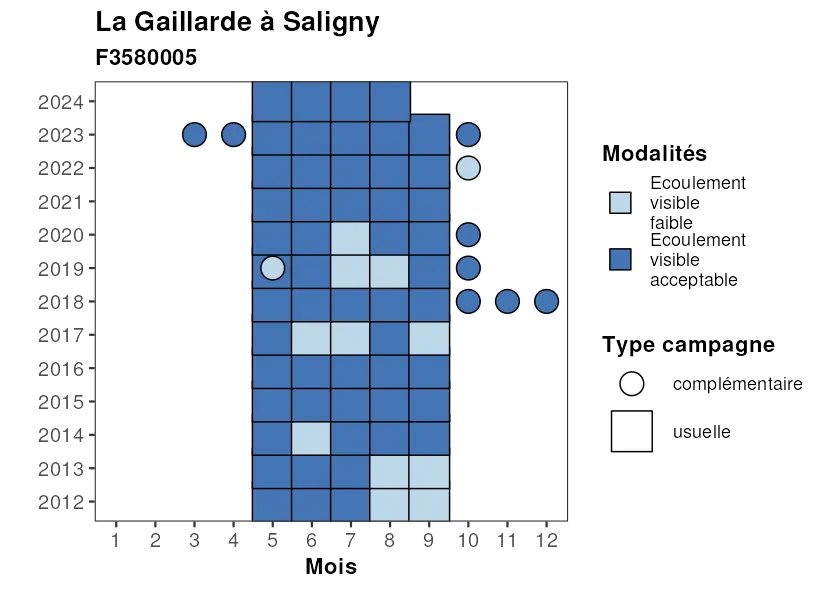 La Gaillarde à Saligny
F3580005
2024
2023
2022
2021
2020
2019
2018
2017
2016
2015
2014
2013
2012
1 2 3 4 5 6 7 8 9 10 11 12
Mois
Modalités
Ecoulement
visible
faible
Ecoulement
visible
acceptable
Type campagne
complémentaire
usuelle